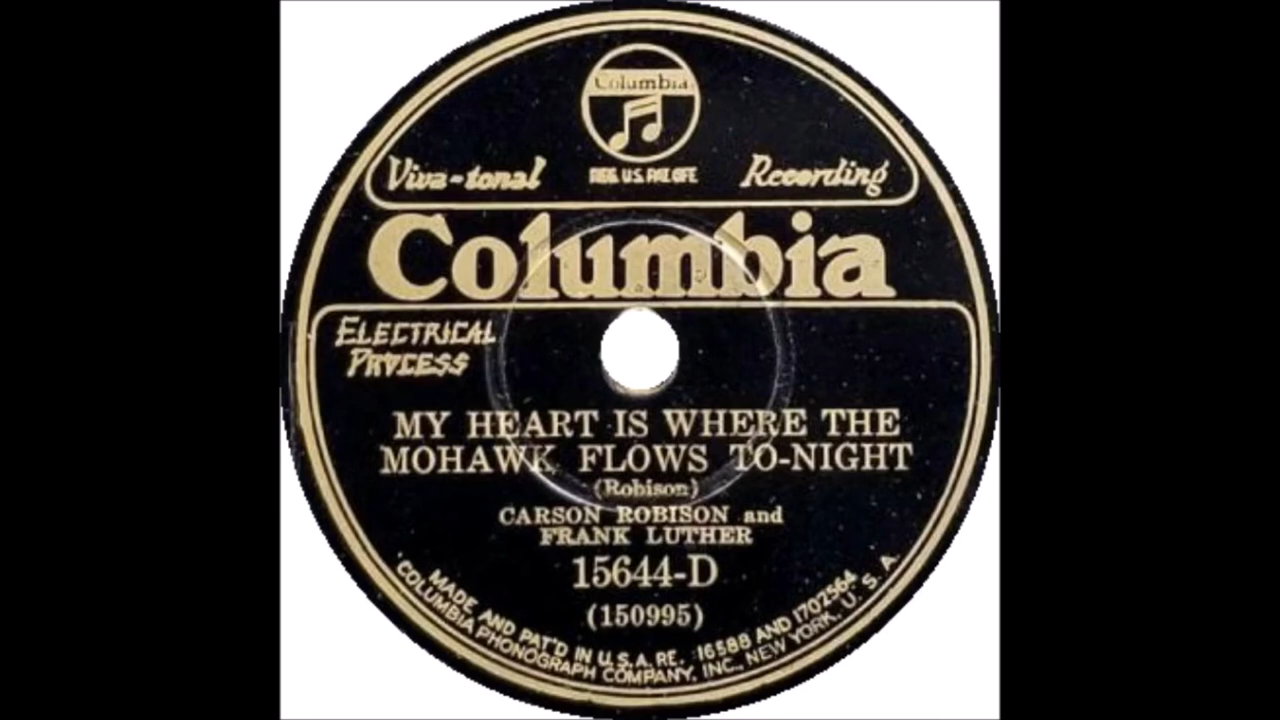 Columbia
Viva-tonal REG. U.S. PAT. OFF. Recording
Columbia
ELECTRICAL
PROCESS
MY HEART IS WHERE THE
MOHAWK FLOWS TO-NIGHT
(Robison)
CARSON ROBISON and
FRANK LUTHER
15644-D
(150995)
MADE AND PAT'D IN U.S.A. RE. 16588 AND 1702564
COLUMBIA PHONOGRAPH COMPANY, INC., NEW YORK, U. S. A.